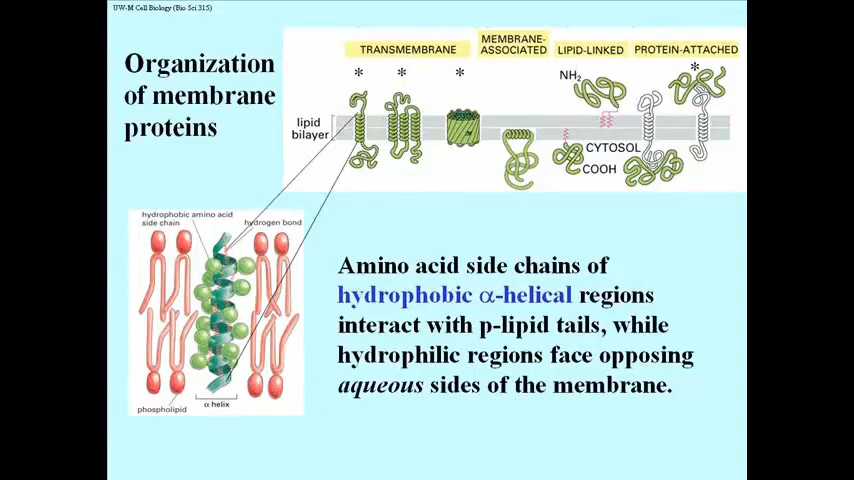 UW-M Cell Biology (Bio Sci 315)
Organization
of membrane
proteins
TRANSMEMBRANE
MEMBRANE-
ASSOCIATED
LIPID-LINKED
PROTEIN-ATTACHED
* * * *
NH2
lipid
bilayer
CYTOSOL
COOH
hydrophobic amino acid
side chain
hydrogen bond
phospholipid
α helix
Amino acid side chains of
hydrophobic α-helical regions
interact with p-lipid tails, while
hydrophilic regions face opposing
aqueous sides of the membrane.